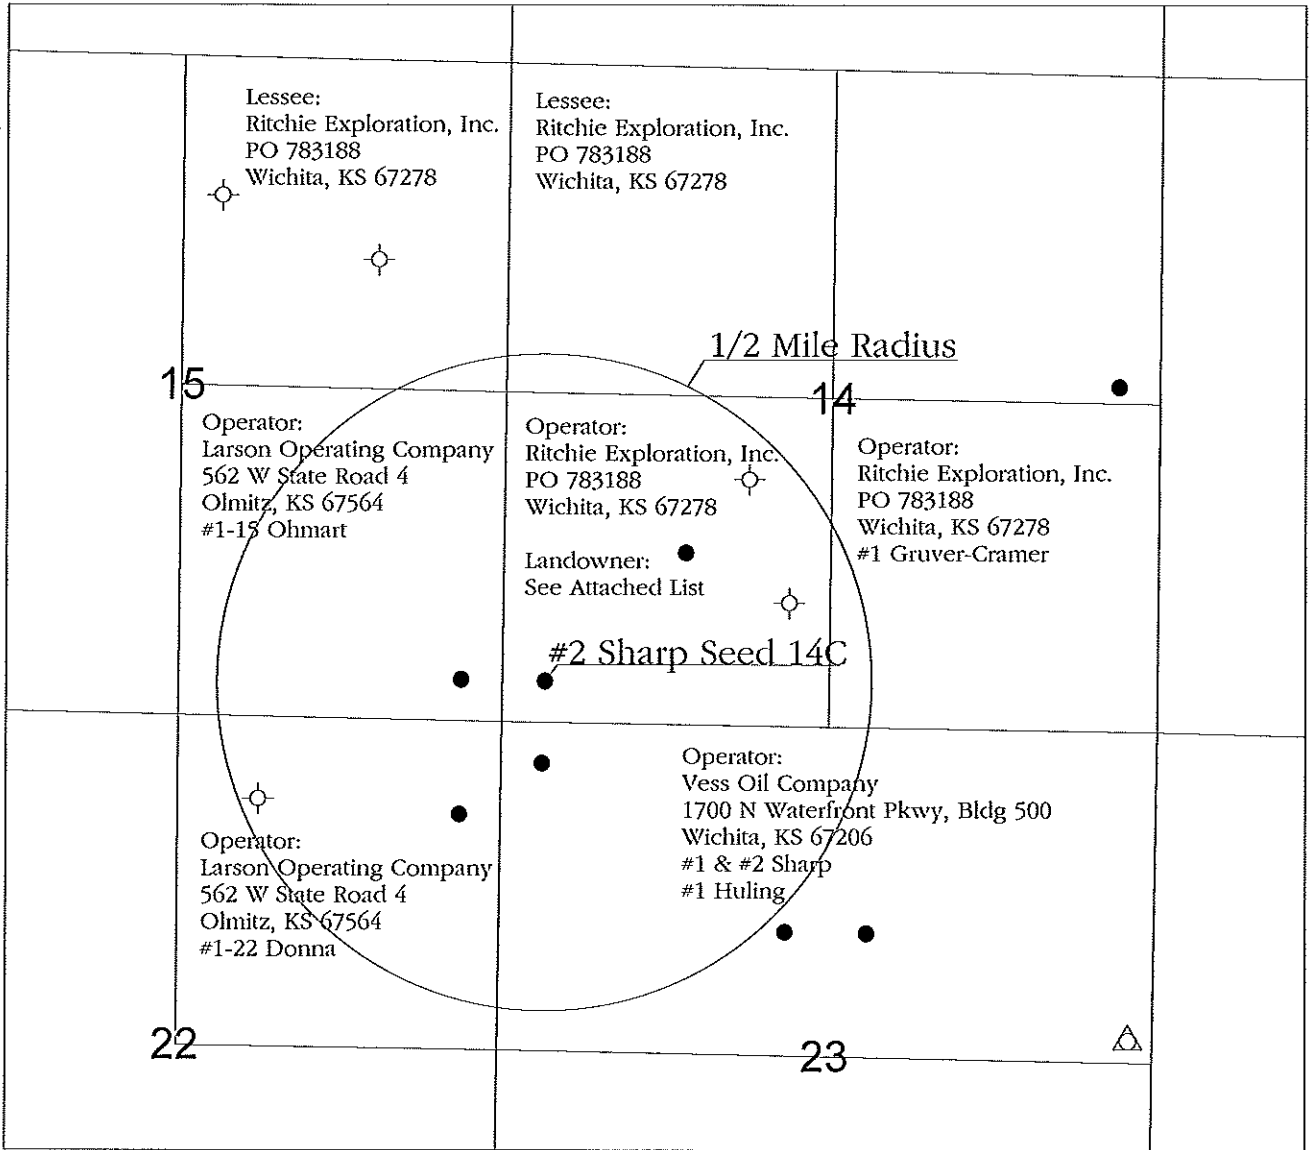 Lessee:
Ritchie Exploration, Inc.
PO 783188
Wichita, KS 67278
Lessee:
Ritchie Exploration, Inc.
PO 783188
Wichita, KS 67278
1/2 Mile Radius
15
14
Operator:
Larson Operating Company
562 W State Road 4
Olmitz, KS 67564
#1-15 Ohmart
Operator:
Ritchie Exploration, Inc.
PO 783188
Wichita, KS 67278
Landowner:
See Attached List
Operator:
Ritchie Exploration, Inc.
PO 783188
Wichita, KS 67278
#1 Gruver-Cramer
#2 Sharp Seed 14C
Operator:
Vess Oil Company
1700 N Waterfront Pkwy, Bldg 500
Wichita, KS 67206
#1 & #2 Sharp
#1 Huling
Operator:
Larson Operating Company
562 W State Road 4
Olmitz, KS 67564
#1-22 Donna
22
23